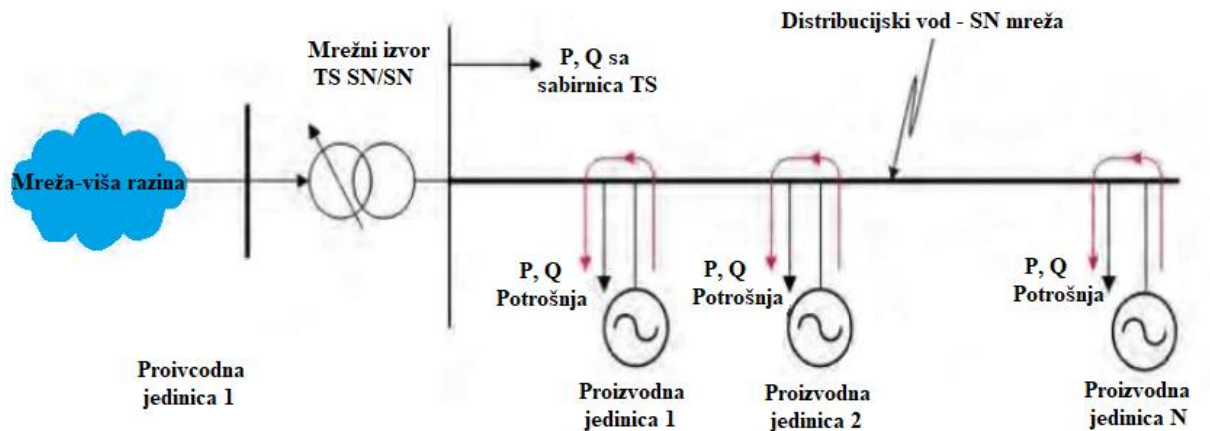 Distribucijski vod - SN mreža
Mrežni izvor
TS SN/SN
P, Q sa
sabirnica TS
Mreža-viša razina
P, Q
Potrošnja
P, Q
Potrošnja
P, Q
Potrošnja
Proivcodna
jedinica 1
Proizvodna
jedinica 1
Proizvodna
jedinica 2
Proizvodna
jedinica N